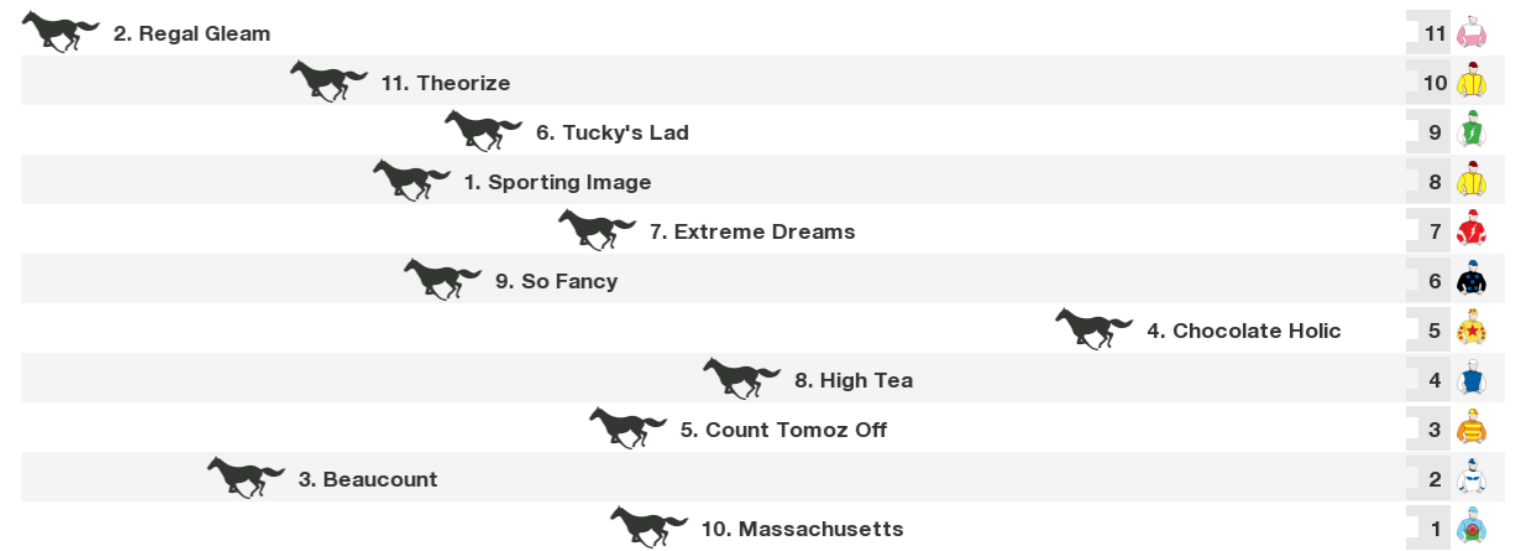 2. Regal Gleam 11
11. Theorize 10
6. Tucky's Lad 9
1. Sporting Image 8
7. Extreme Dreams 7
9. So Fancy 6
4. Chocolate Holic 5
8. High Tea 4
5. Count Tomoz Off 3
3. Beaucount 2
10. Massachusetts 1